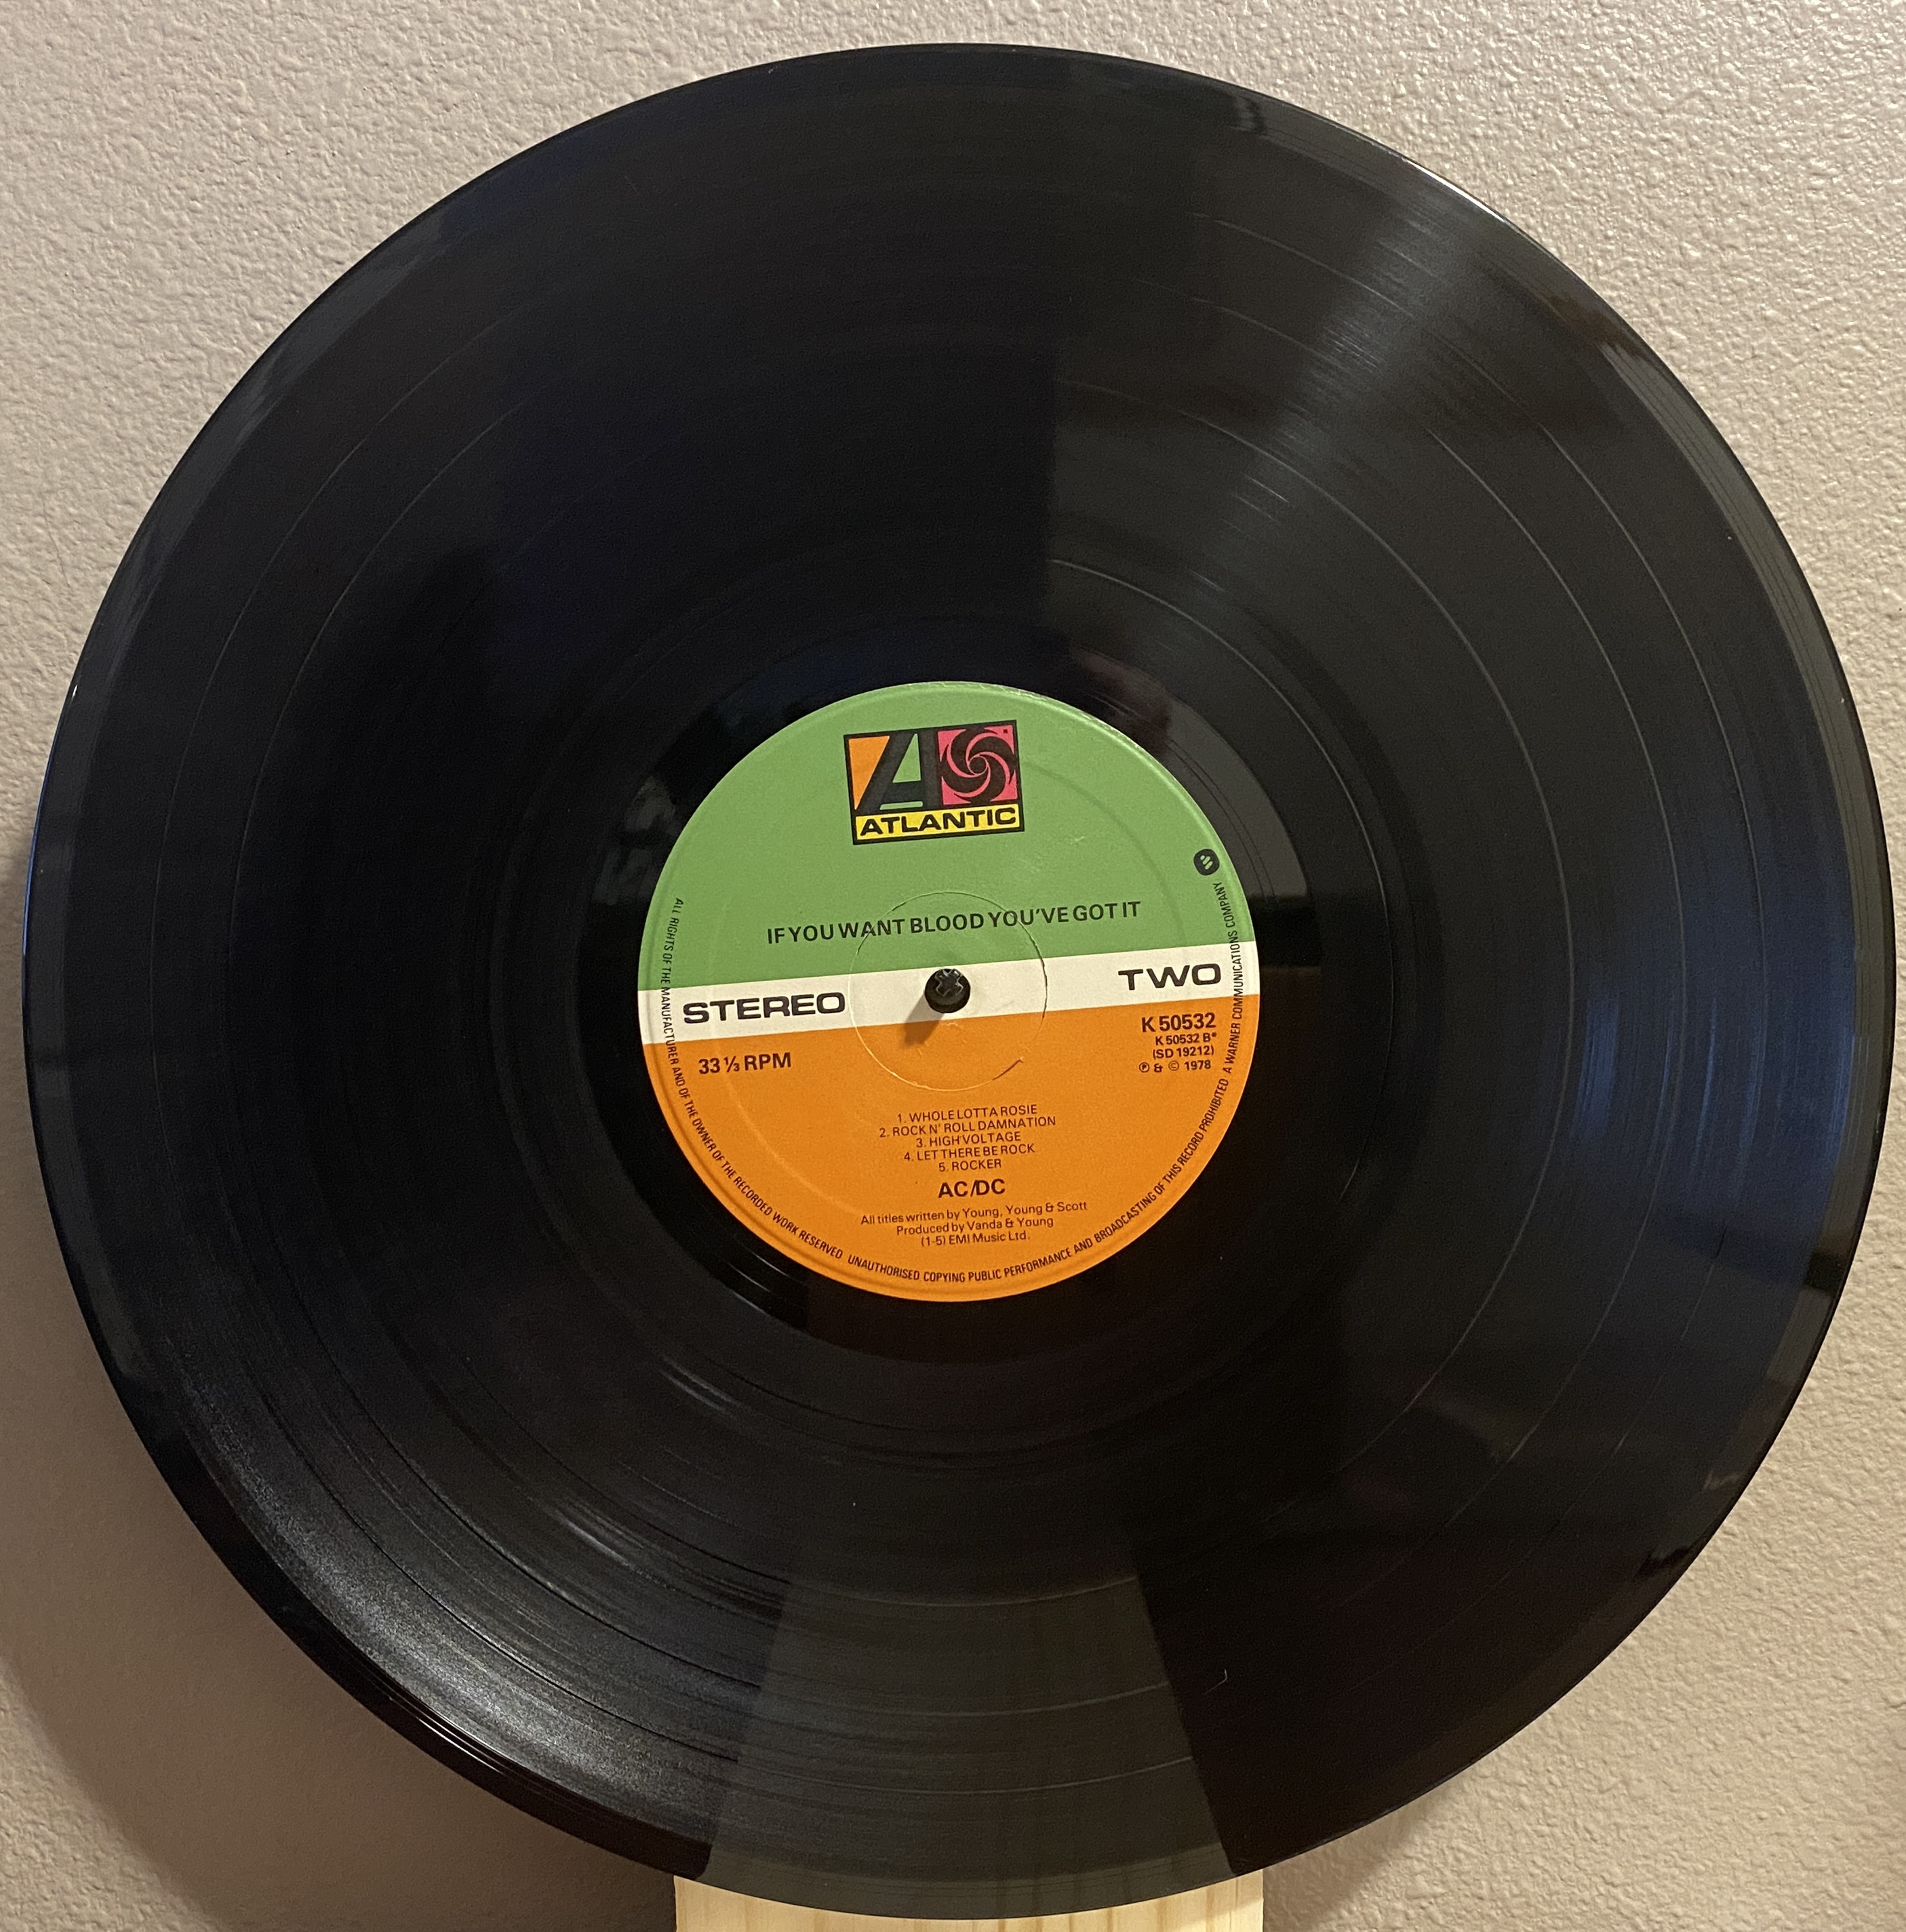 ATLANTIC
IF YOU WANT BLOOD YOU'VE GOT IT
STEREO
TWO
33 ⅓ RPM
K 50532
K 50532 B*
(SD 19212)
℗ & © 1978
1. WHOLE LOTTA ROSIE
2. ROCK N' ROLL DAMNATION
3. HIGH VOLTAGE
4. LET THERE BE ROCK
5. ROCKER
AC/DC
All titles written by Young, Young & Scott
Produced by Vanda & Young
(1-5) EMI Music Ltd.
ALL RIGHTS OF THE MANUFACTURER AND OF THE OWNER OF THE RECORDED WORK RESERVED UNAUTHORISED COPYING PUBLIC PERFORMANCE AND BROADCASTING OF THIS RECORD PROHIBITED A WARNER COMMUNICATIONS COMPANY